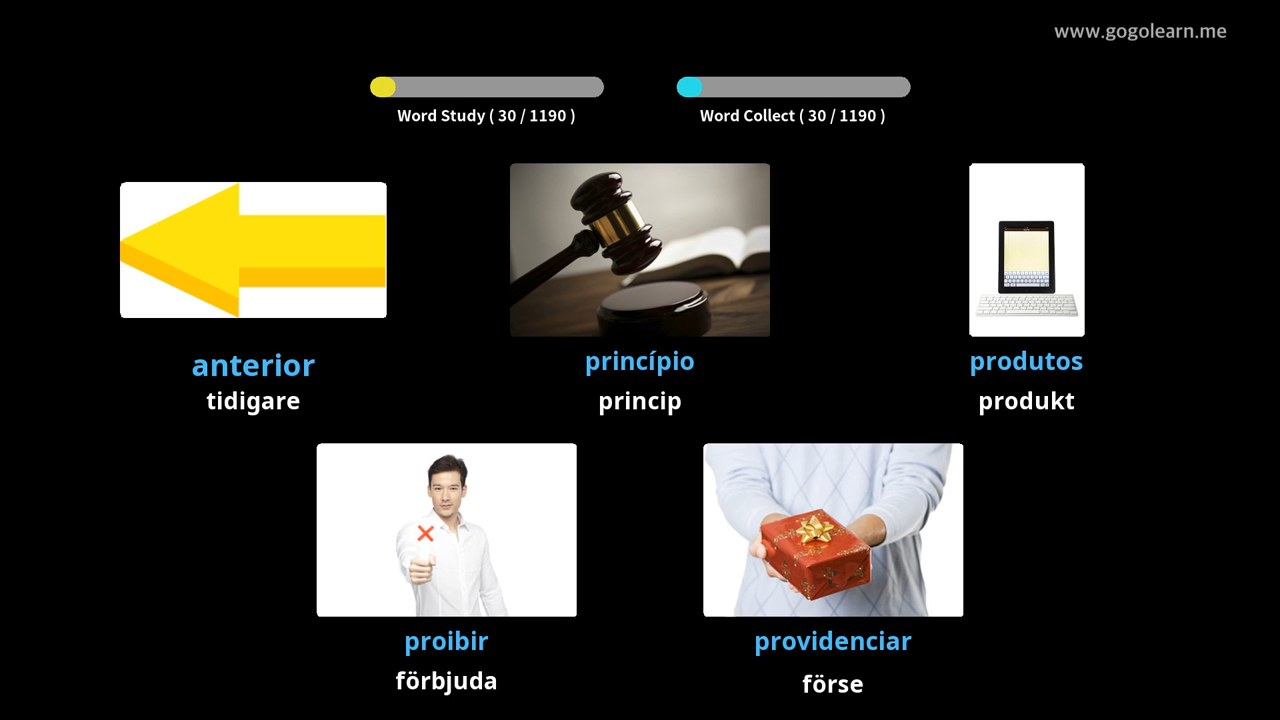 www.gogolearn.me
Word Study ( 30 / 1190 )
Word Collect ( 30 / 1190 )
anterior
tidigare
princípio
princip
produtos
produkt
proibir
förbjuda
providenciar
förse